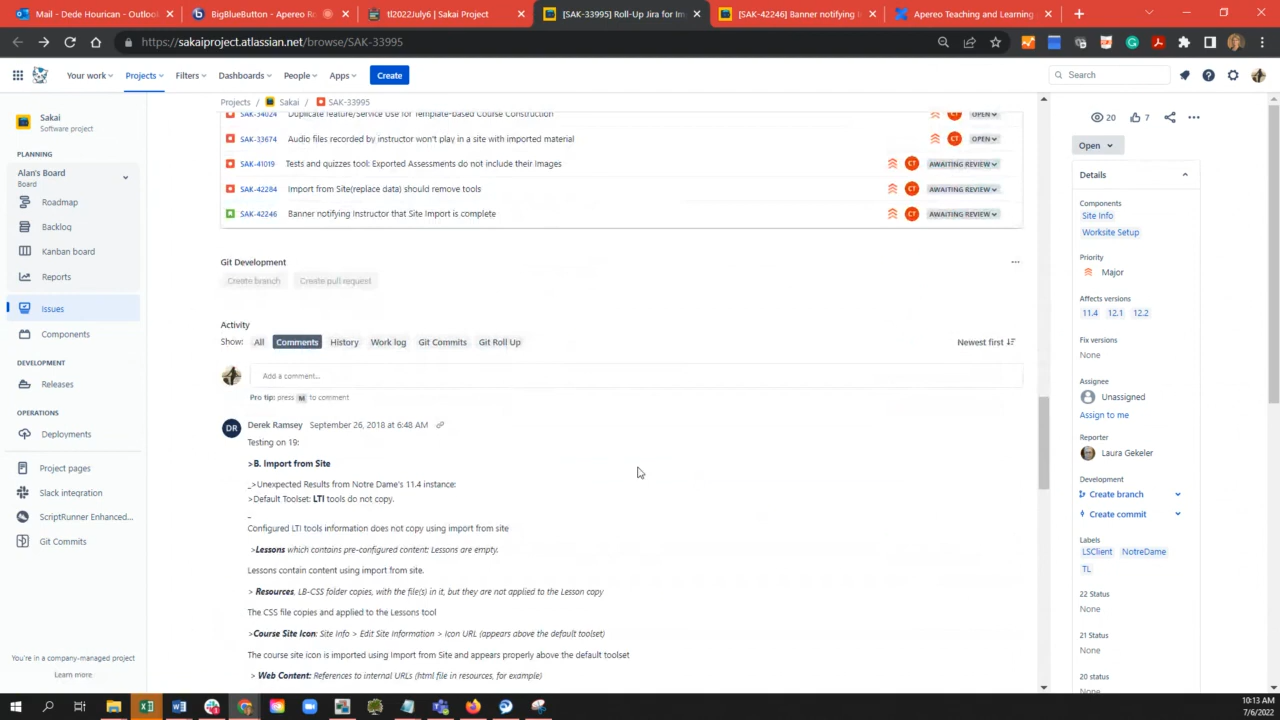 Dede Hourican - Outlook
BigBlueButton - Apereo R
tl2022July6 | Sakai Project
[SAK-33995] Roll-Up Jira for Im
[SAK-42246] Banner notifying I
Apereo Teaching and Learning
https://sakaiproject.atlassian.net/browse/SAK-33995
Your work
Projects
Filters
Dashboards
People
Apps
Create
Search
Sakai
Software project
PLANNING
Alan's Board
Board
Roadmap
Backlog
Kanban board
Reports
Issues
Components
DEVELOPMENT
Releases
OPERATIONS
Deployments
Project pages
Slack integration
ScriptRunner Enhanced...
Git Commits
You're in a company-managed project
Learn more
Projects / Sakai / SAK-33995
SAK-34024 Duplicate feature/Service Use for Template-based Course Construction CT OPEN
SAK-33674 Audio files recorded by instructor won't play in a site with imported material CT OPEN
SAK-41019 Tests and quizzes tool: Exported Assessments do not include their Images CT AWAITING REVIEW
SAK-42284 Import from Site(replace data) should remove tools CT AWAITING REVIEW
SAK-42246 Banner notifying Instructor that Site Import is complete CT AWAITING REVIEW
Git Development
Create branch
Create pull request
Activity
Show: All Comments History Work log Git Commits Git Roll Up
Newest first
Add a comment...
Pro tip: press M to comment
DR Derek Ramsey September 26, 2018 at 6:48 AM
Testing on 19:
>B. Import from Site
_>Unexpected Results from Notre Dame's 11.4 instance:
>Default Toolset: LTI tools do not copy.
_
Configured LTI tools information does not copy using import from site
>Lessons which contains pre-configured content: Lessons are empty.
Lessons contain content using import from site.
> Resources, LB-CSS folder copies, with the file(s) in it, but they are not applied to the Lesson copy
The CSS file copies and applied to the Lessons tool
>Course Site Icon: Site Info > Edit Site Information > Icon URL (appears above the default toolset)
The course site icon is imported using Import from Site and appears properly above the default toolset
> Web Content: References to internal URLs (html file in resources, for example)
20
7
Open
Details
Components
Site Info
Worksite Setup
Priority
Major
Affects versions
11.4 12.1 12.2
Fix versions
None
Assignee
Unassigned
Assign to me
Reporter
Laura Gekeler
Development
Create branch
Create commit
Labels
LSClient NotreDame
TL
22 Status
None
21 Status
None
20 status
None
10:13 AM
7/6/2022